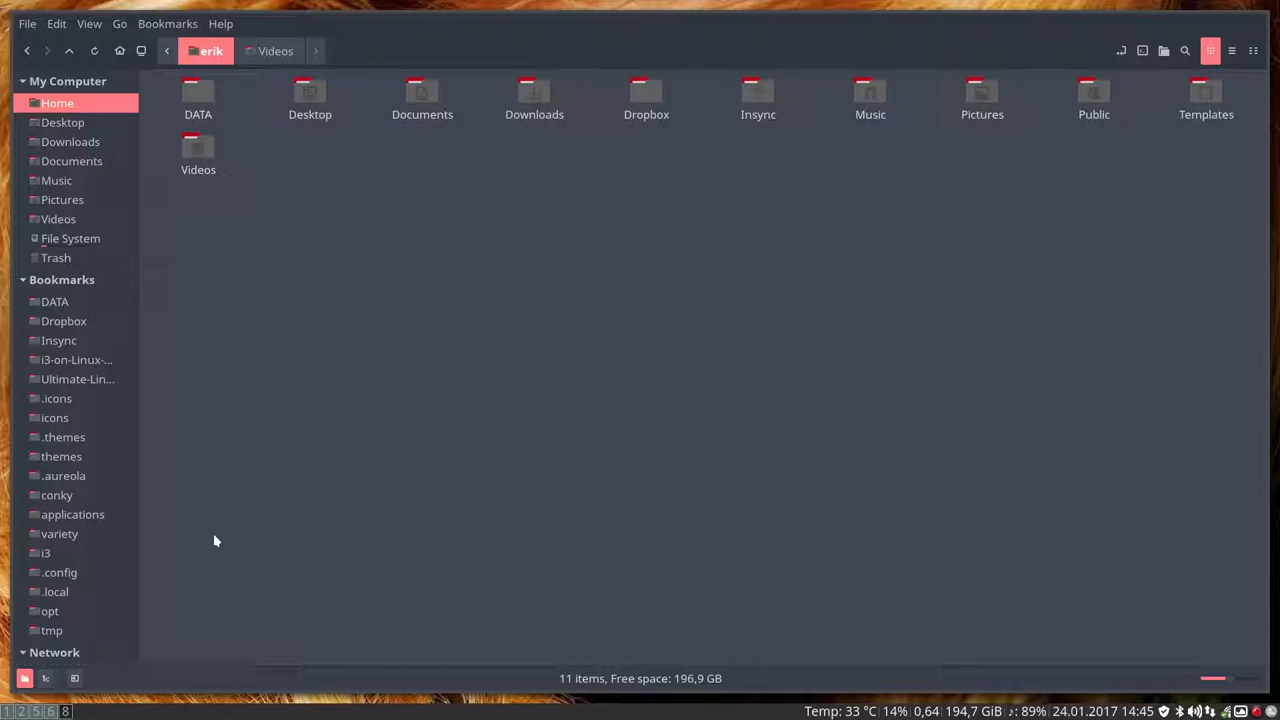 File Edit View Go Bookmarks Help
erik Videos
My Computer
Home
Desktop
Downloads
Documents
Music
Pictures
Videos
File System
Trash
Bookmarks
DATA
Dropbox
Insync
i3-on-Linux-...
Ultimate-Lin...
.icons
icons
.themes
themes
.aureola
conky
applications
variety
i3
.config
.local
opt
tmp
Network
DATA Desktop Documents Downloads Dropbox Insync Music Pictures Public Templates
Videos
11 items, Free space: 196,9 GB
1 2 5 6 8 Temp: 33 °C 14% 0,64 194,7 GiB ♪: 89% 24.01.2017 14:45